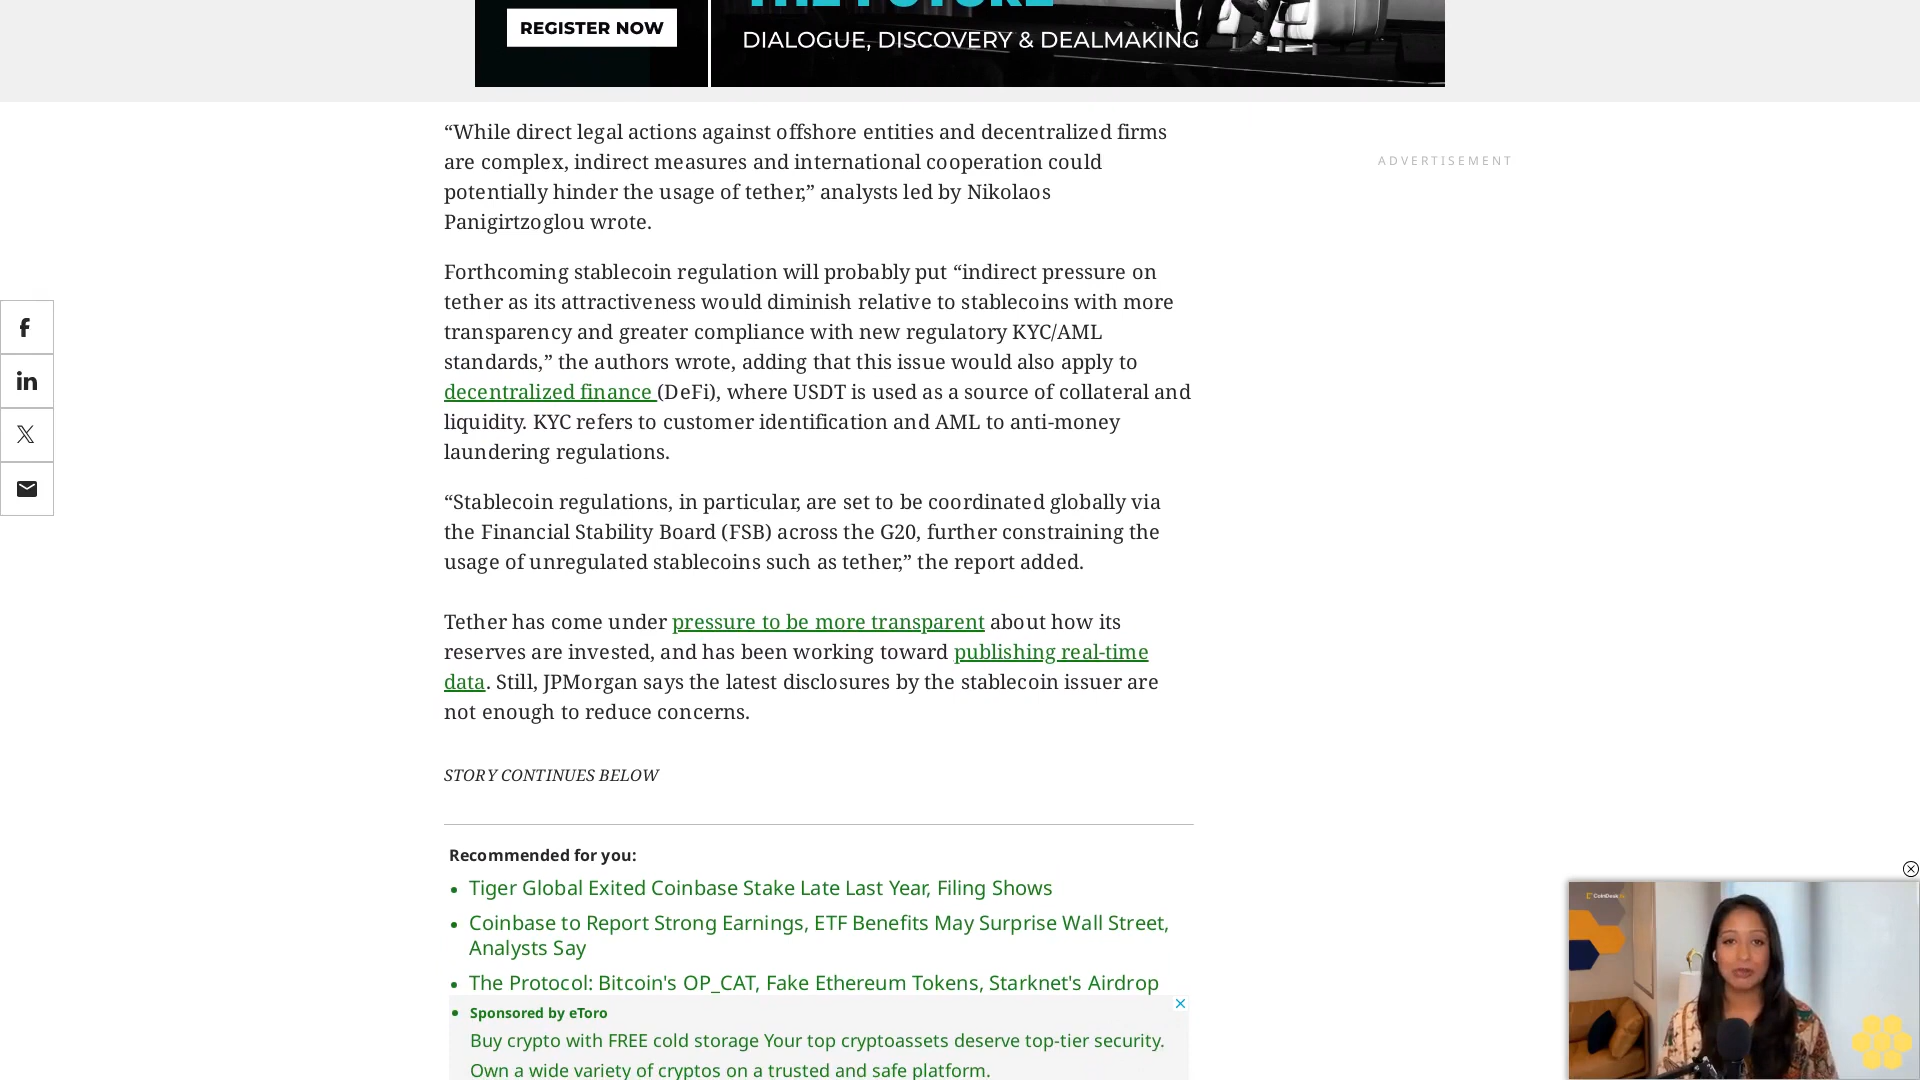 THE FUTURE
REGISTER NOW
DIALOGUE, DISCOVERY & DEALMAKING
“While direct legal actions against offshore entities and decentralized firms
are complex, indirect measures and international cooperation could
potentially hinder the usage of tether,” analysts led by Nikolaos
Panigirtzoglou wrote.
ADVERTISEMENT
Forthcoming stablecoin regulation will probably put “indirect pressure on
tether as its attractiveness would diminish relative to stablecoins with more
transparency and greater compliance with new regulatory KYC/AML
standards,” the authors wrote, adding that this issue would also apply to
decentralized finance (DeFi), where USDT is used as a source of collateral and
liquidity. KYC refers to customer identification and AML to anti-money
laundering regulations.
“Stablecoin regulations, in particular, are set to be coordinated globally via
the Financial Stability Board (FSB) across the G20, further constraining the
usage of unregulated stablecoins such as tether,” the report added.
Tether has come under pressure to be more transparent about how its
reserves are invested, and has been working toward publishing real-time
data. Still, JPMorgan says the latest disclosures by the stablecoin issuer are
not enough to reduce concerns.
STORY CONTINUES BELOW
Recommended for you:
• Tiger Global Exited Coinbase Stake Late Last Year, Filing Shows
• Coinbase to Report Strong Earnings, ETF Benefits May Surprise Wall Street,
Analysts Say
• The Protocol: Bitcoin's OP_CAT, Fake Ethereum Tokens, Starknet's Airdrop
• Sponsored by eToro
Buy crypto with FREE cold storage Your top cryptoassets deserve top-tier security.
Own a wide variety of cryptos on a trusted and safe platform.
CoinDesk